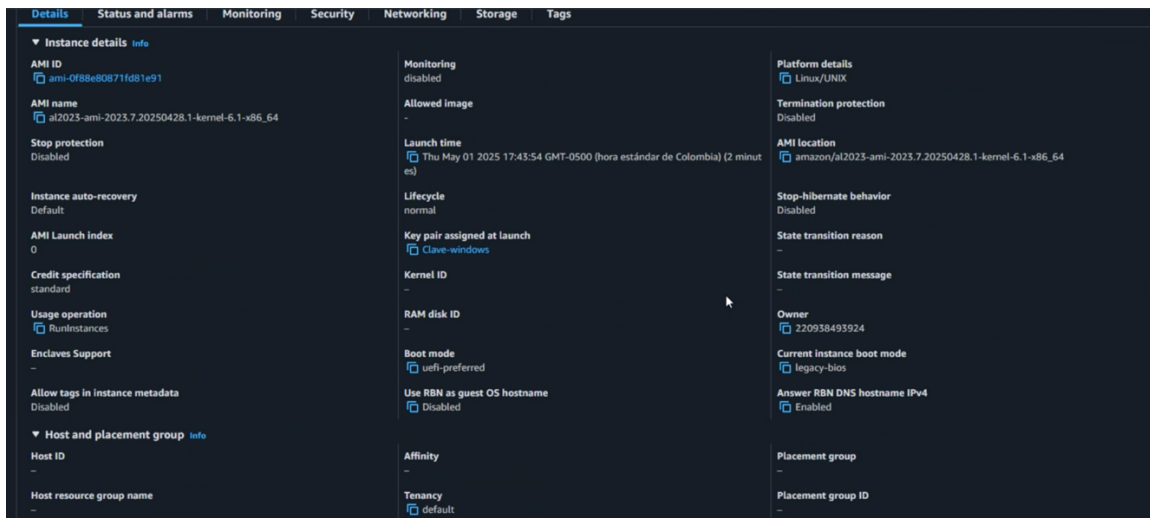 Details Status and alarms Monitoring Security Networking Storage Tags
▼ Instance details Info
AMI ID
ami-0f88e80871fd81e91
Monitoring
disabled
Platform details
Linux/UNIX
AMI name
al2023-ami-2023.7.20250428.1-kernel-6.1-x86_64
Allowed image
-
Termination protection
Disabled
Stop protection
Disabled
Launch time
Thu May 01 2025 17:43:54 GMT-0500 (hora estándar de Colombia) (2 minut
es)
AMI location
amazon/al2023-ami-2023.7.20250428.1-kernel-6.1-x86_64
Instance auto-recovery
Default
Lifecycle
normal
Stop-hibernate behavior
Disabled
AMI Launch index
0
Key pair assigned at launch
Clave-windows
State transition reason
–
Credit specification
standard
Kernel ID
–
State transition message
–
Usage operation
RunInstances
RAM disk ID
–
Owner
220938493924
Enclaves Support
–
Boot mode
uefi-preferred
Current instance boot mode
legacy-bios
Allow tags in instance metadata
Disabled
Use RBN as guest OS hostname
Disabled
Answer RBN DNS hostname IPv4
Enabled
▼ Host and placement group Info
Host ID
–
Affinity
–
Placement group
–
Host resource group name
–
Tenancy
default
Placement group ID
–